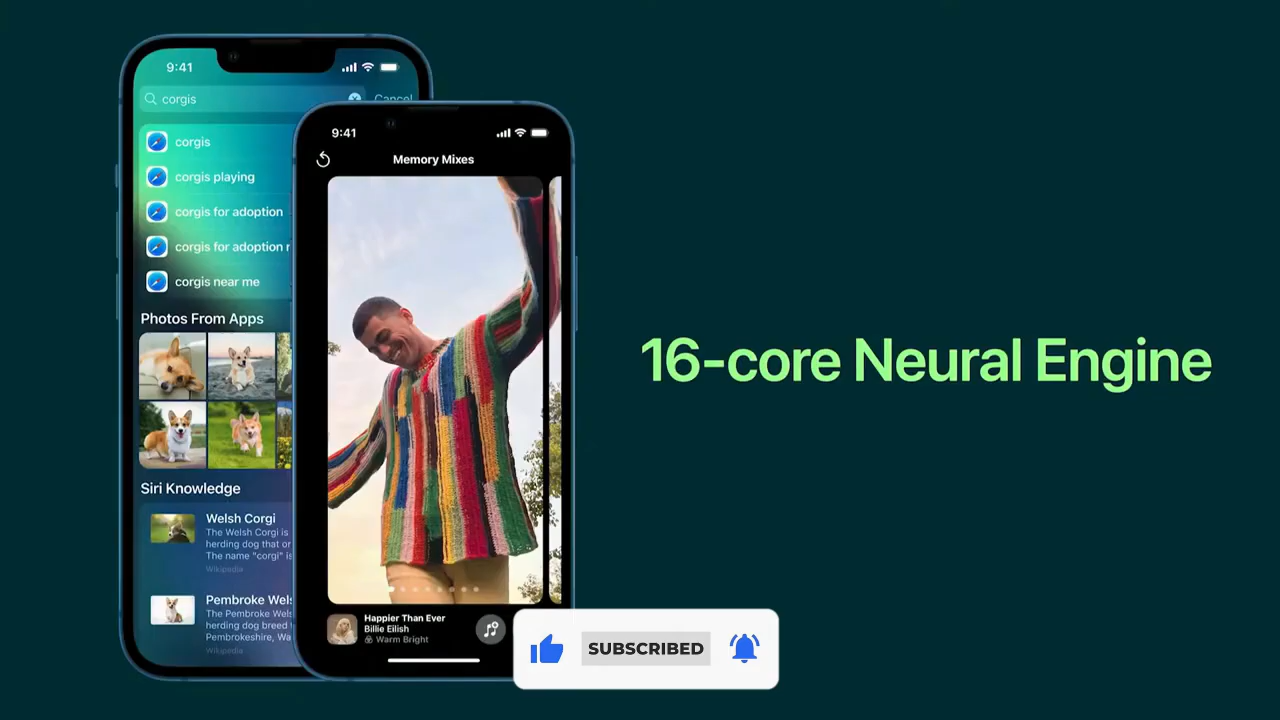 9:41
corgis
Cancel
corgis
corgis playing
corgis for adoption
corgis for adoption r
corgis near me
Photos From Apps
Siri Knowledge
Welsh Corgi
The Welsh Corgi is
herding dog that or
The name "corgi" is
Wikipedia
Pembroke Wels
The Pembroke Wel
herding dog breed
Pembrokeshire, Wa
Wikipedia
9:41
Memory Mixes
Happier Than Ever
Billie Eilish
Warm Bright
16-core Neural Engine
SUBSCRIBED